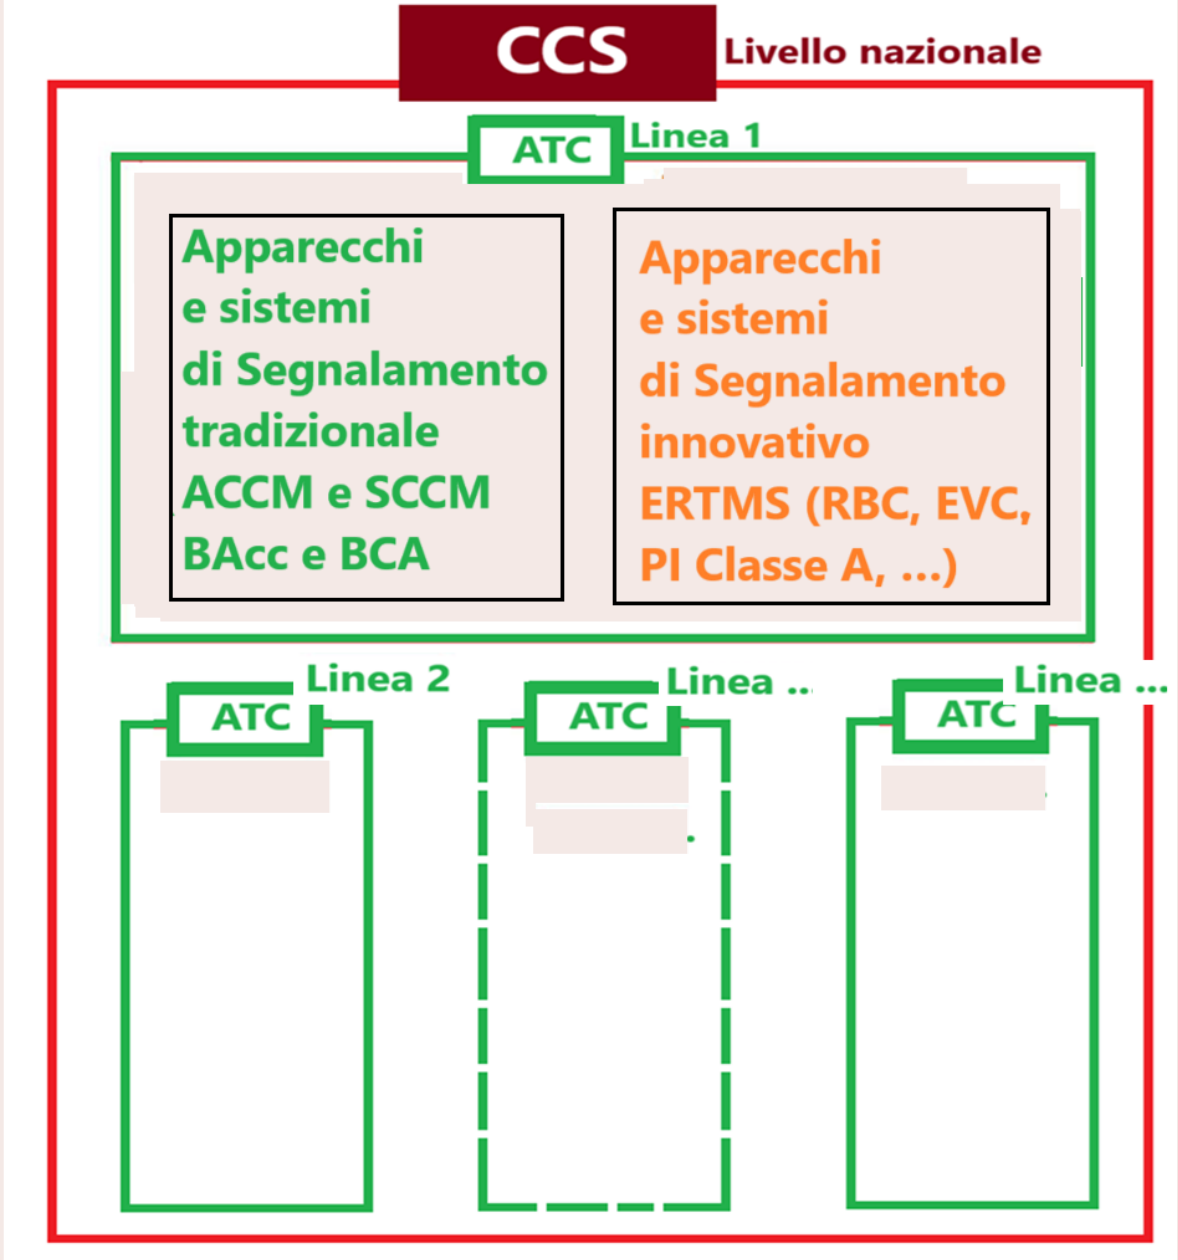 CCS
Livello nazionale
ATC
Linea 1
Apparecchi
e sistemi
di Segnalamento
tradizionale
ACCM e SCCM
BAcc e BCA
Apparecchi
e sistemi
di Segnalamento
innovativo
ERTMS (RBC, EVC,
PI Classe A, ...)
Linea 2
ATC
Linea ...
ATC
Linea ...
ATC